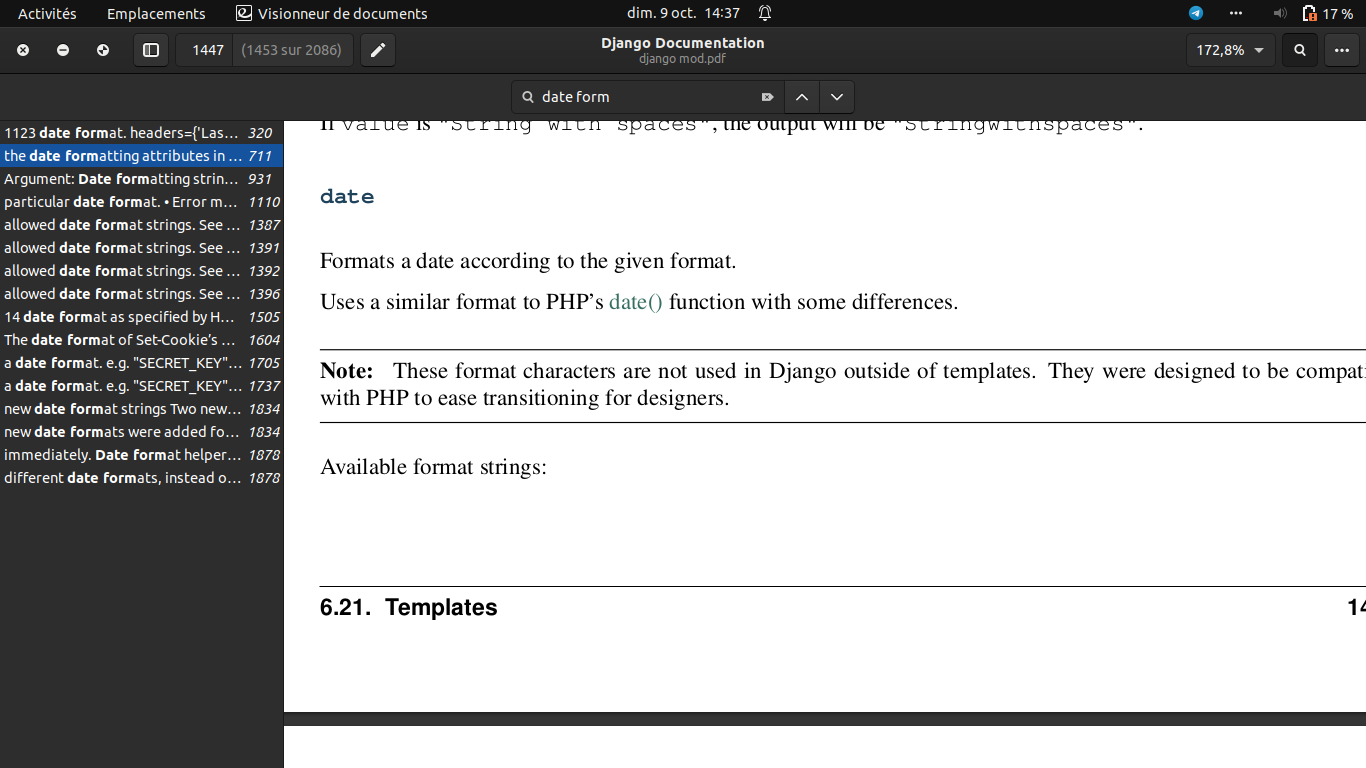 Activités Emplacements Visionneur de documents dim. 9 oct. 14:37 17 %
1447 (1453 sur 2086) Django Documentation 172,8%
django mod.pdf
date form
1123 date format. headers={'Las... 320
the date formatting attributes in ... 711
Argument: Date formatting strin... 931
particular date format. • Error m... 1110
allowed date format strings. See ... 1387
allowed date format strings. See ... 1391
allowed date format strings. See ... 1392
allowed date format strings. See ... 1396
14 date format as specified by H... 1505
The date format of Set-Cookie’s ... 1604
a date format. e.g. "SECRET_KEY"... 1705
a date format. e.g. "SECRET_KEY"... 1737
new date format strings Two new... 1834
new date formats were added fo... 1834
immediately. Date format helper... 1878
different date formats, instead o... 1878
If value is "String with spaces", the output will be "Stringwithspaces".
date
Formats a date according to the given format.
Uses a similar format to PHP’s date() function with some differences.
Note: These format characters are not used in Django outside of templates. They were designed to be compati
with PHP to ease transitioning for designers.
Available format strings:
6.21. Templates 14